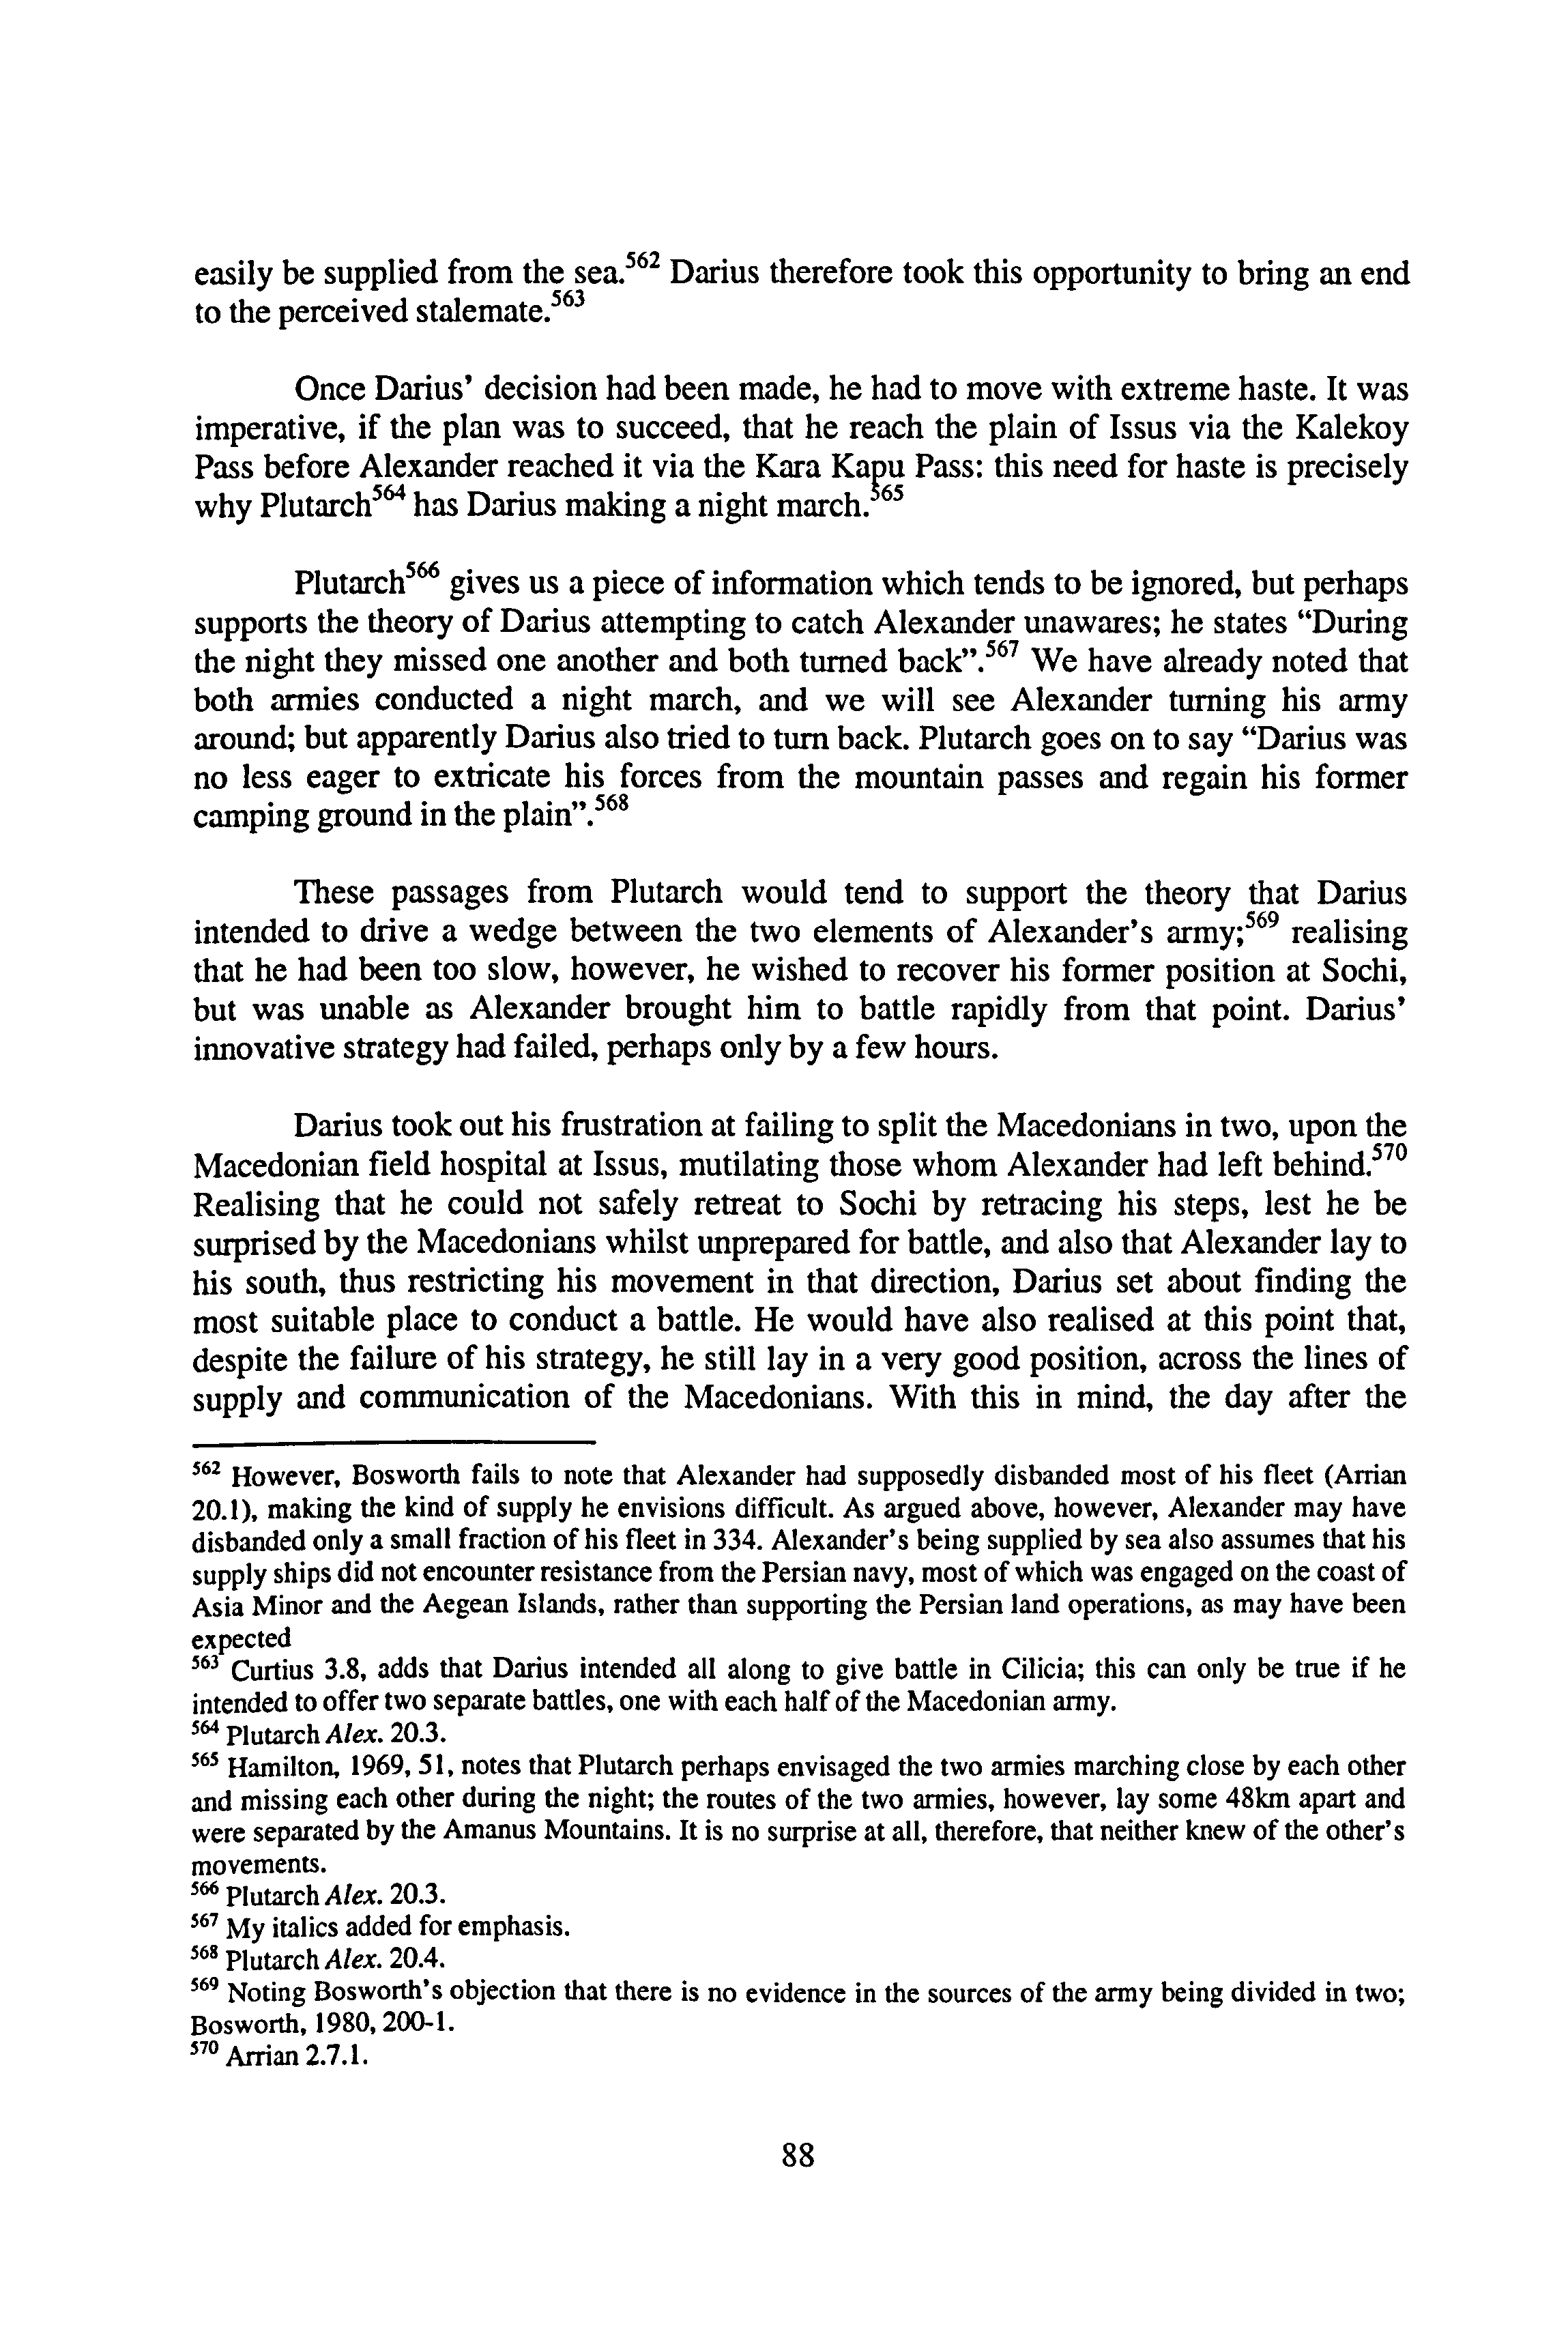 easily be supplied from the sea.562 Darius therefore took this opportunity to bring an end
to the perceived stalemate.563
Once Darius' decision had been made, he had to move with extreme haste. It was
imperative, if the plan was to succeed, that he reach the plain of Issus via the Kalekoy
Pass before Alexander reached it via the Kara Kapu Pass: this need for haste is precisely
why Plutarch564 has Darius making a night march.565
Plutarch566 gives us a piece of information which tends to be ignored, but perhaps
supports the theory of Darius attempting to catch Alexander unawares; he states “During
the night they missed one another and both turned back”.567 We have already noted that
both armies conducted a night march, and we will see Alexander turning his army
around; but apparently Darius also tried to turn back. Plutarch goes on to say “Darius was
no less eager to extricate his forces from the mountain passes and regain his former
camping ground in the plain”.568
These passages from Plutarch would tend to support the theory that Darius
intended to drive a wedge between the two elements of Alexander's army;569 realising
that he had been too slow, however, he wished to recover his former position at Sochi,
but was unable as Alexander brought him to battle rapidly from that point. Darius'
innovative strategy had failed, perhaps only by a few hours.
Darius took out his frustration at failing to split the Macedonians in two, upon the
Macedonian field hospital at Issus, mutilating those whom Alexander had left behind.570
Realising that he could not safely retreat to Sochi by retracing his steps, lest he be
surprised by the Macedonians whilst unprepared for battle, and also that Alexander lay to
his south, thus restricting his movement in that direction, Darius set about finding the
most suitable place to conduct a battle. He would have also realised at this point that,
despite the failure of his strategy, he still lay in a very good position, across the lines of
supply and communication of the Macedonians. With this in mind, the day after the
562 However, Bosworth fails to note that Alexander had supposedly disbanded most of his fleet (Arrian
20.1), making the kind of supply he envisions difficult. As argued above, however, Alexander may have
disbanded only a small fraction of his fleet in 334. Alexander's being supplied by sea also assumes that his
supply ships did not encounter resistance from the Persian navy, most of which was engaged on the coast of
Asia Minor and the Aegean Islands, rather than supporting the Persian land operations, as may have been
expected
563 Curtius 3.8, adds that Darius intended all along to give battle in Cilicia; this can only be true if he
intended to offer two separate battles, one with each half of the Macedonian army.
564 Plutarch Alex. 20.3.
565 Hamilton, 1969, 51, notes that Plutarch perhaps envisaged the two armies marching close by each other
and missing each other during the night; the routes of the two armies, however, lay some 48km apart and
were separated by the Amanus Mountains. It is no surprise at all, therefore, that neither knew of the other's
movements.
566 Plutarch Alex. 20.3.
567 My italics added for emphasis.
568 Plutarch Alex. 20.4.
569 Noting Bosworth's objection that there is no evidence in the sources of the army being divided in two;
Bosworth, 1980, 200-1.
570 Arrian 2.7.1.
88